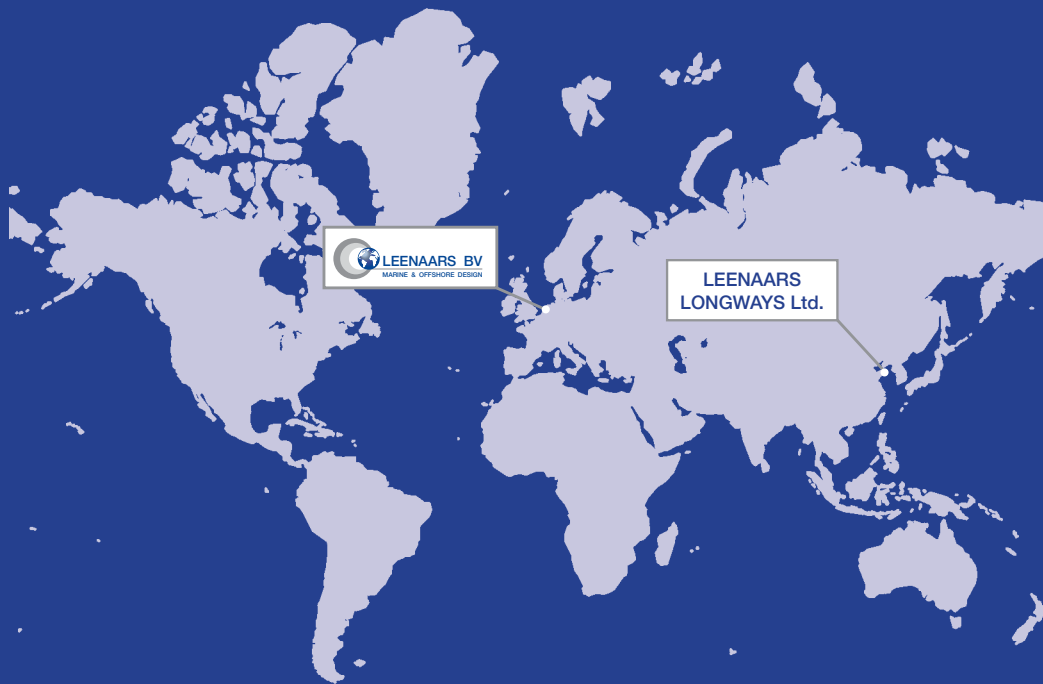 LEENAARS BV
MARINE & OFFSHORE DESIGN
LEENAARS
LONGWAYS Ltd.